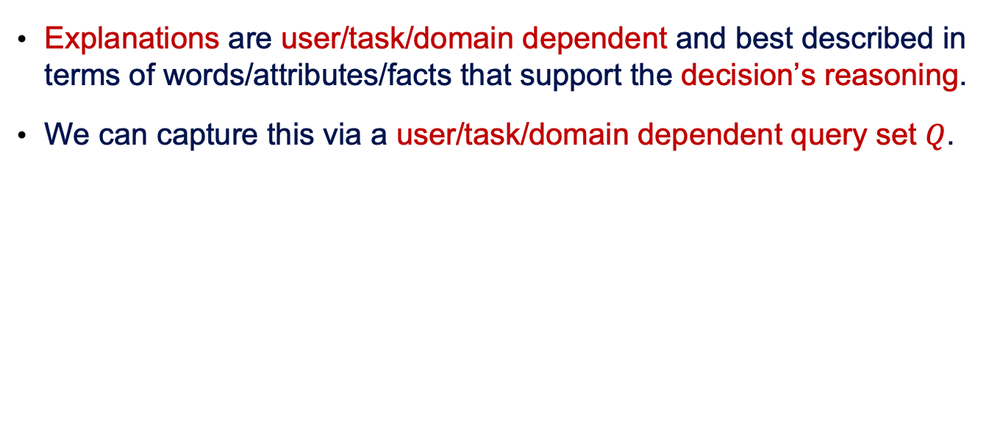 • Explanations are user/task/domain dependent and best described in
terms of words/attributes/facts that support the decision’s reasoning.
• We can capture this via a user/task/domain dependent query set 𝑄.